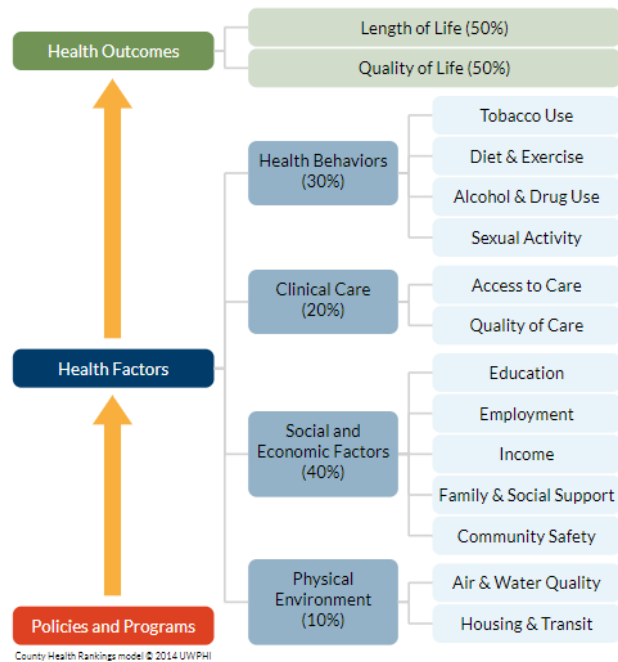 Health Outcomes
Length of Life (50%)
Quality of Life (50%)
Health Factors
Health Behaviors
(30%)
Tobacco Use
Diet & Exercise
Alcohol & Drug Use
Sexual Activity
Clinical Care
(20%)
Access to Care
Quality of Care
Social and
Economic Factors
(40%)
Education
Employment
Income
Family & Social Support
Community Safety
Physical
Environment
(10%)
Air & Water Quality
Housing & Transit
Policies and Programs
County Health Rankings model © 2014 UWPHI